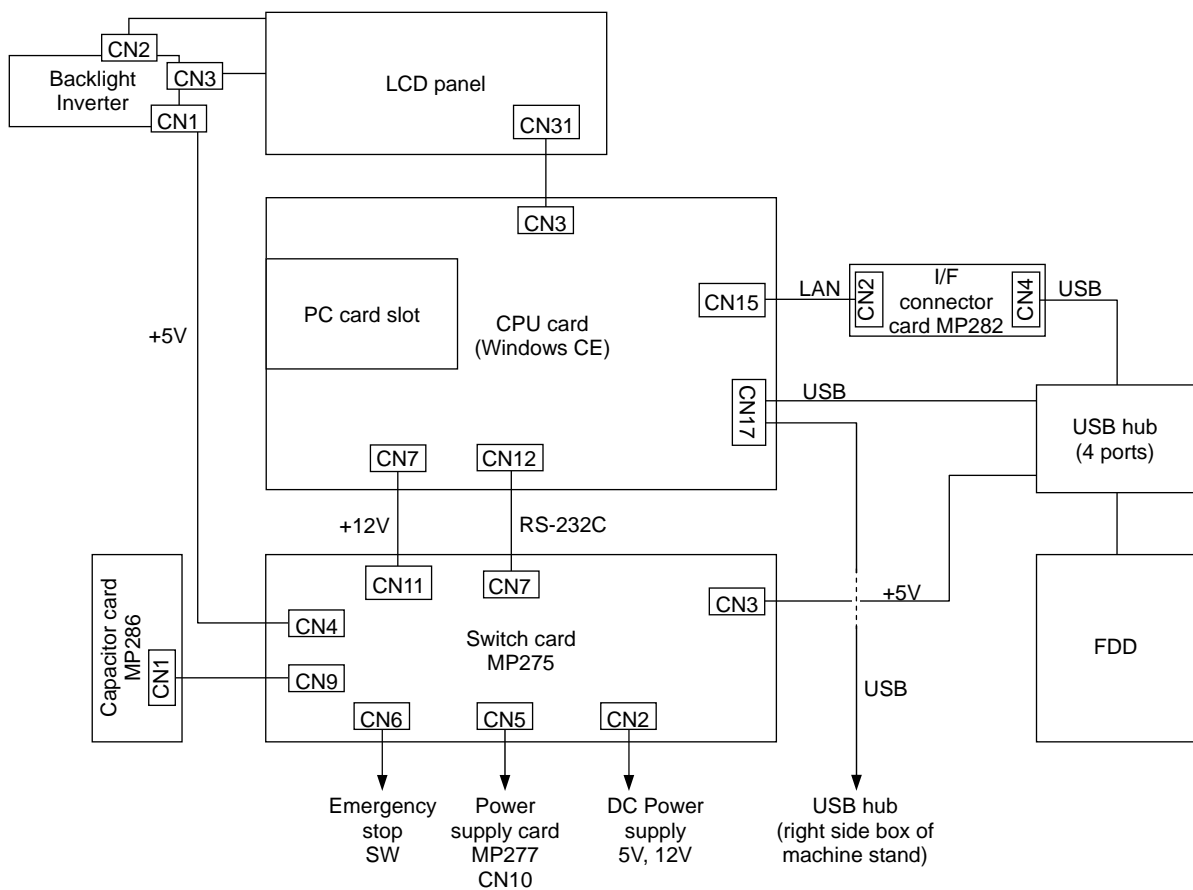 CN2
Backlight
Inverter
CN3
CN1
LCD panel
CN31
CN3
PC card slot
CPU card
(Windows CE)
CN15
LAN
CN2
I/F
connector
card MP282
CN4
USB
+5V
CN17
USB
USB hub
(4 ports)
CN7
CN12
+12V
RS-232C
CN11
CN7
CN3
+5V
Capacitor card
MP286
CN1
CN4
CN9
Switch card
MP275
FDD
USB
CN6
CN5
CN2
Emergency
stop
SW
Power
supply card
MP277
CN10
DC Power
supply
5V, 12V
USB hub
(right side box of
machine stand)